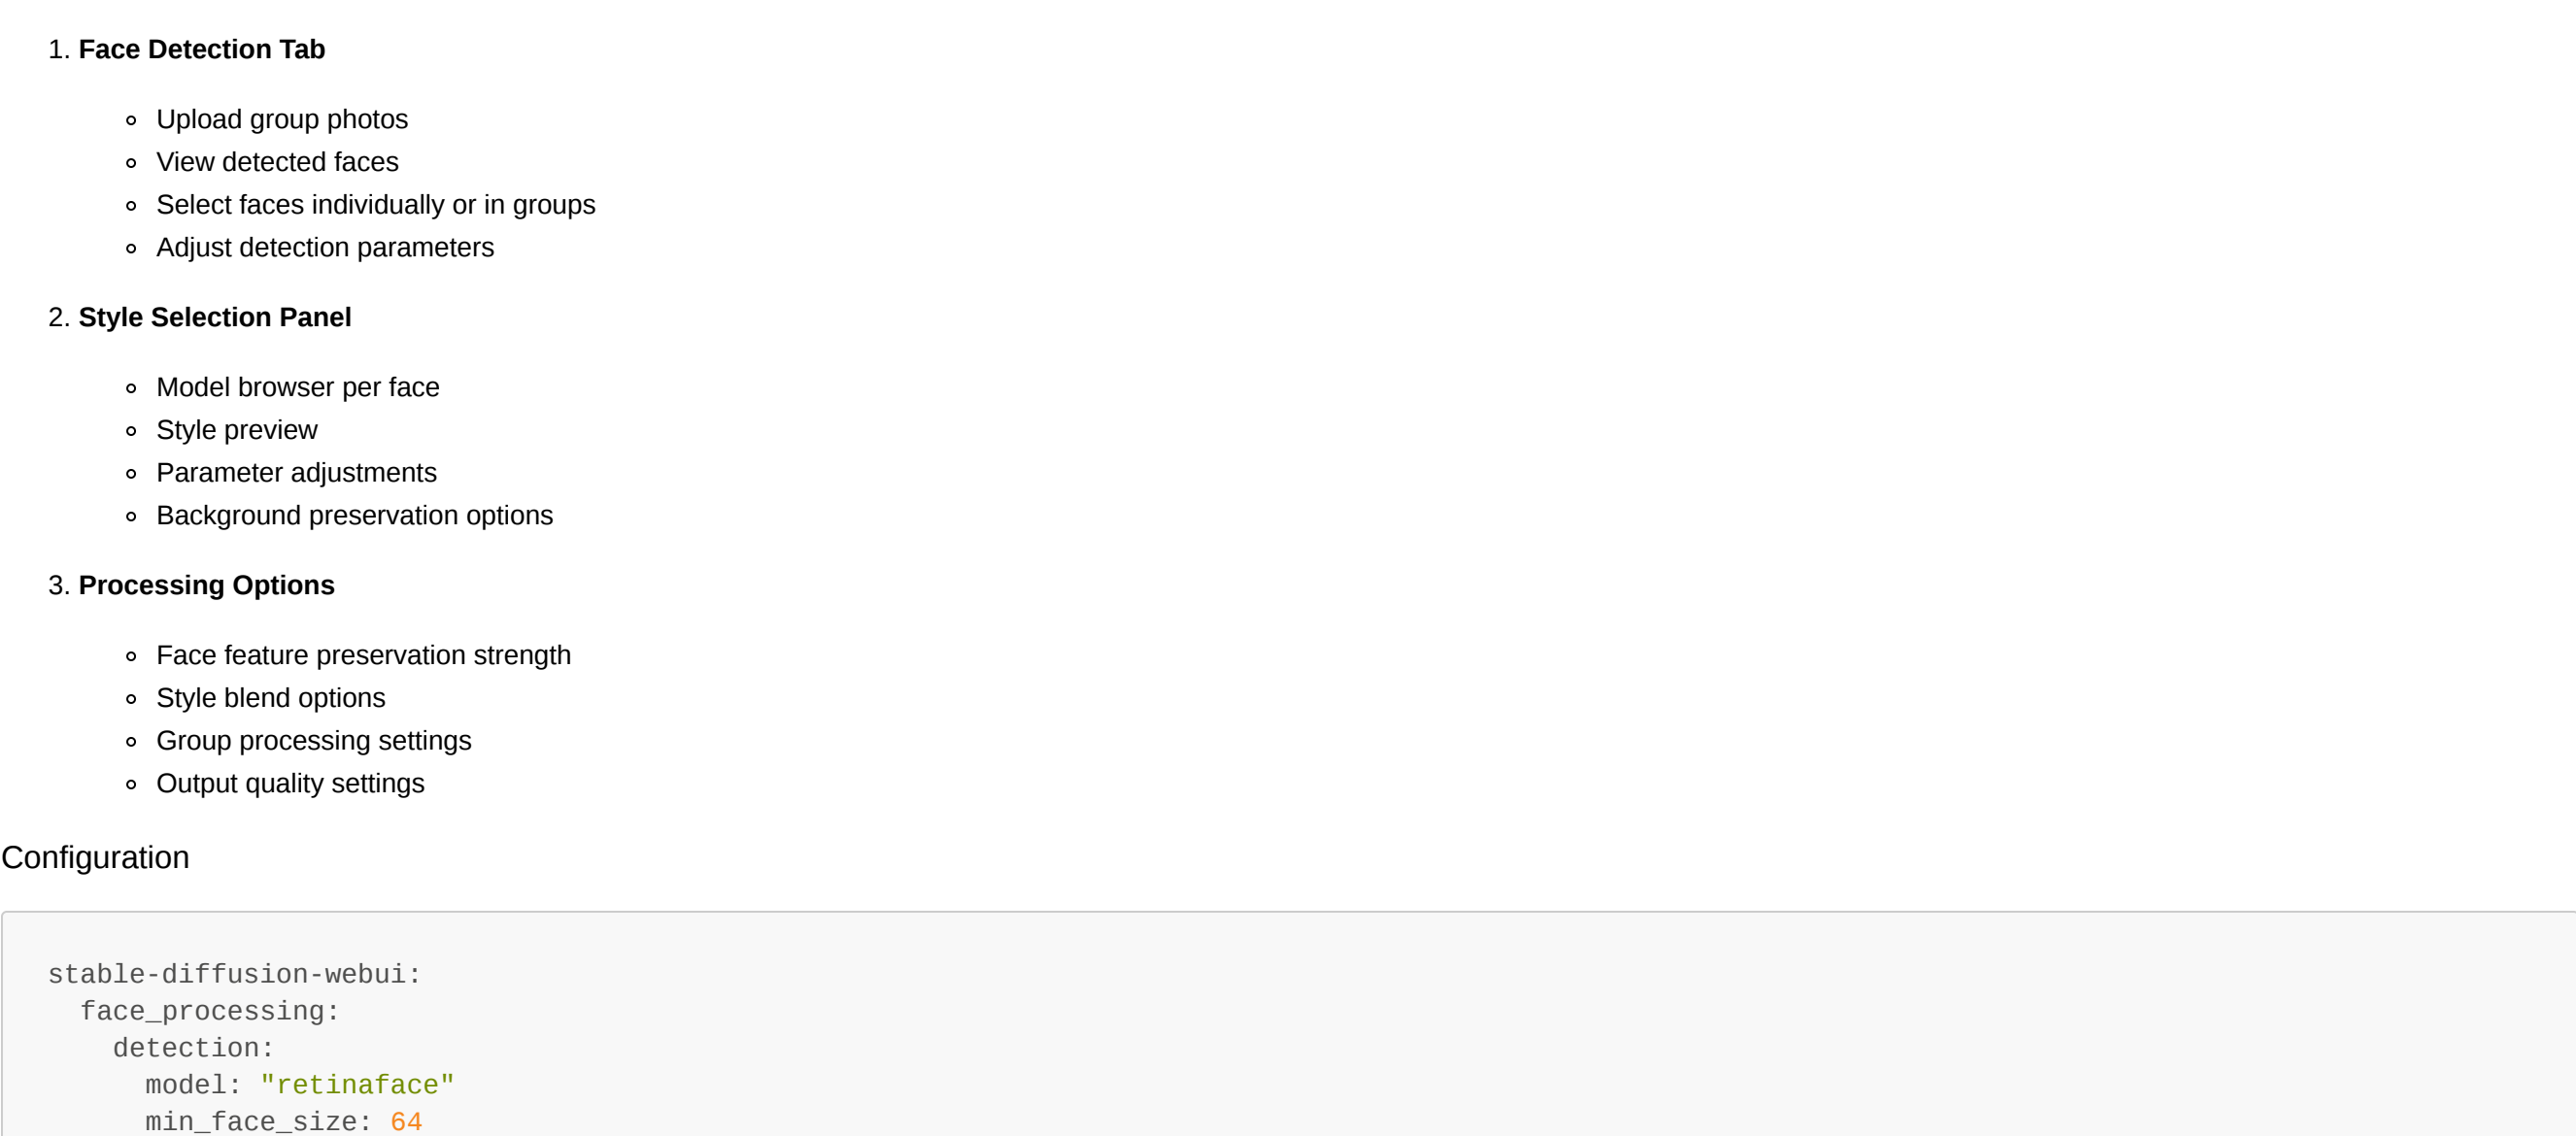 1. Face Detection Tab
Upload group photos
View detected faces
Select faces individually or in groups
Adjust detection parameters
2. Style Selection Panel
Model browser per face
Style preview
Parameter adjustments
Background preservation options
3. Processing Options
Face feature preservation strength
Style blend options
Group processing settings
Output quality settings
Configuration
stable-diffusion-webui:
  face_processing:
    detection:
      model: "retinaface"
      min_face_size: 64